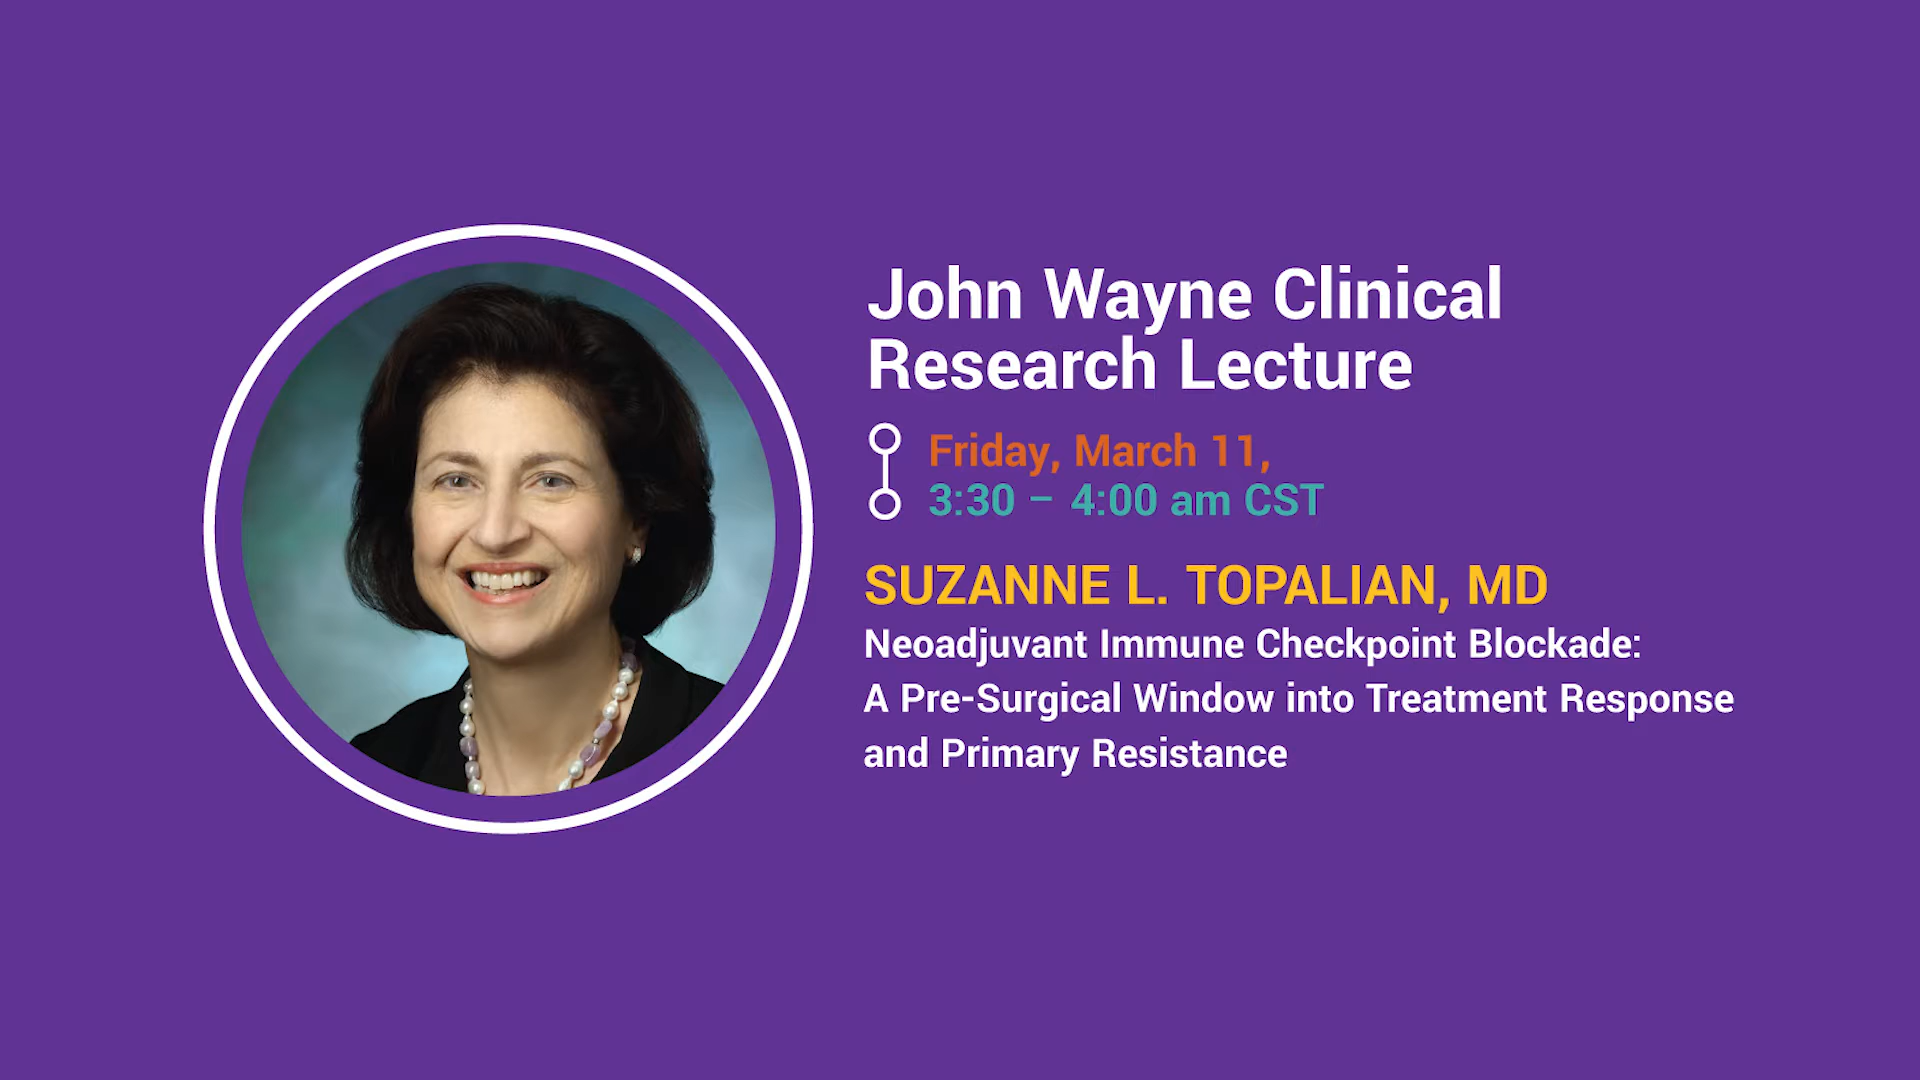 John Wayne Clinical
Research Lecture
Friday, March 11,
3:30 – 4:00 am CST
SUZANNE L. TOPALIAN, MD
Neoadjuvant Immune Checkpoint Blockade:
A Pre-Surgical Window into Treatment Response
and Primary Resistance